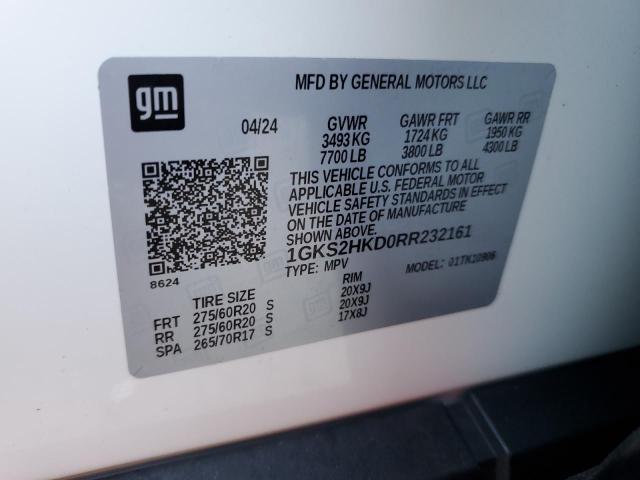 gm
MFD BY GENERAL MOTORS LLC
04/24 GVWR GAWR FRT GAWR RR
3493 KG 1724 KG 1950 KG
7700 LB 3800 LB 4300 LB
THIS VEHICLE CONFORMS TO ALL
APPLICABLE U.S. FEDERAL MOTOR
VEHICLE SAFETY STANDARDS IN EFFECT
ON THE DATE OF MANUFACTURE
SHOWN ABOVE.
1GKS2HKD0RR232161
8624
TYPE: MPV MODEL: 01TK10906
TIRE SIZE RIM
FRT 275/60R20 S 20X9J
RR 275/60R20 S 20X9J
SPA 265/70R17 S 17X8J